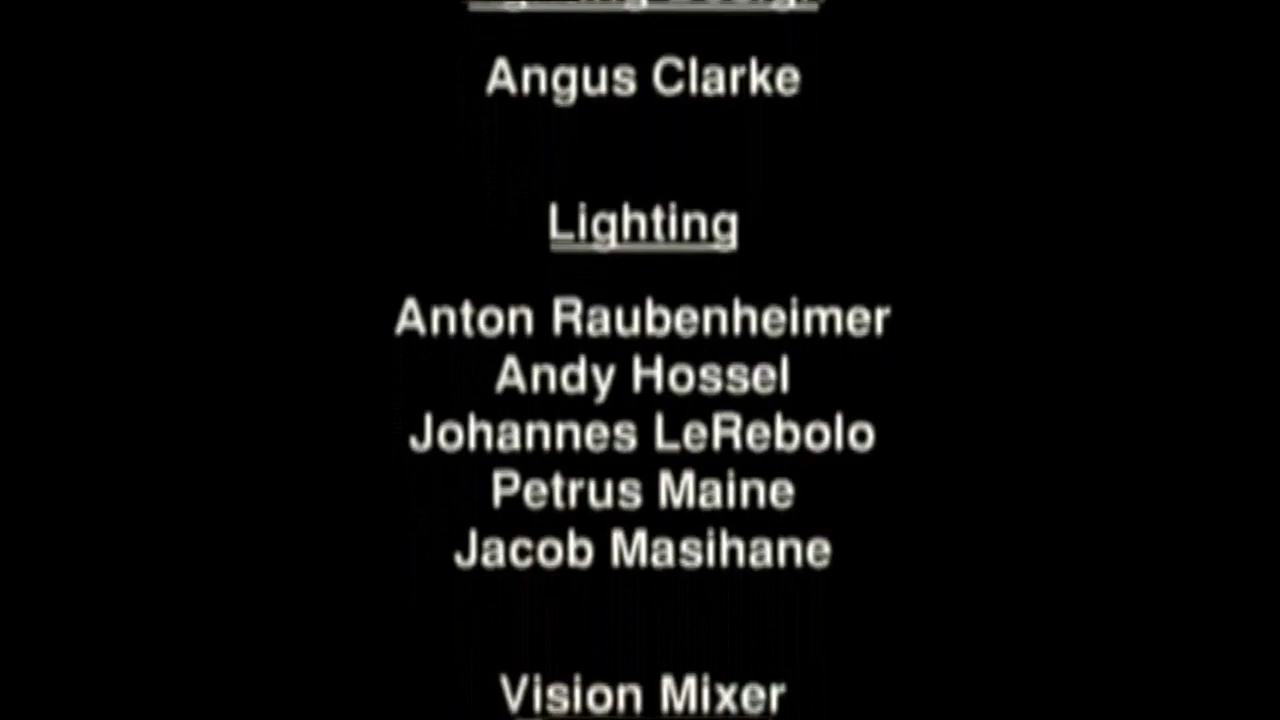 Angus Clarke
Lighting
Anton Raubenheimer
Andy Hossel
Johannes LeRebolo
Petrus Maine
Jacob Masihane
Vision Mixer